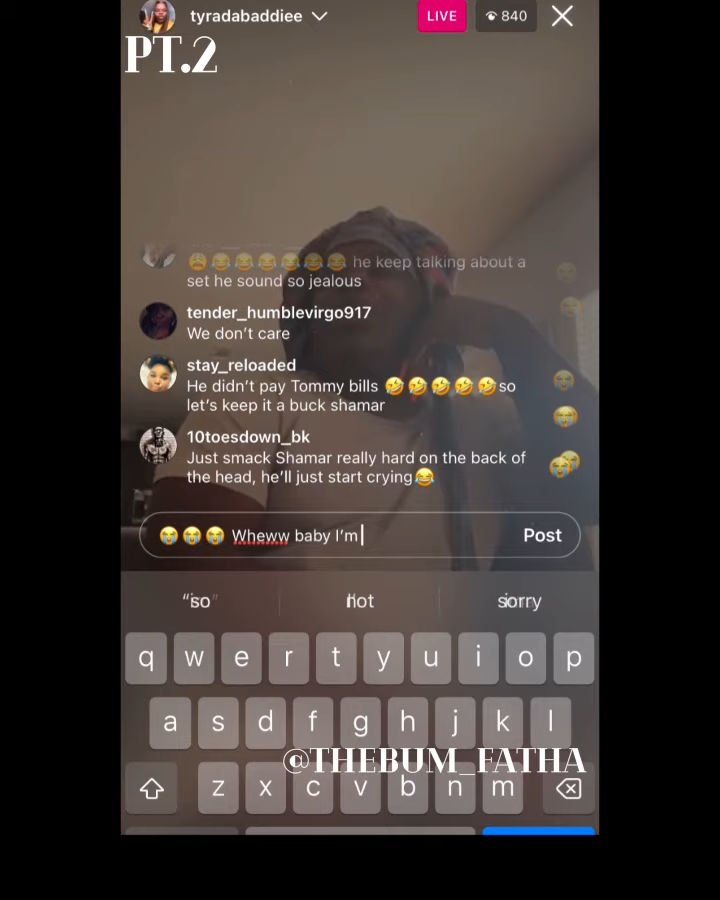 tyradabaddiee
LIVE
840
PT.2
😩😂😂😂😂😂😂 he keep talking about a
set he sound so jealous
tender_humblevirgo917
We don't care
stay_reloaded
He didn't pay Tommy bills 🤣🤣🤣🤣🤣so
let's keep it a buck shamar
10toesdown_bk
Just smack Shamar really hard on the back of
the head, he'll just start crying😂
😭😭😭 Wheww baby I'm
Post
"so" not sorry
q w e r t y u i o p
a s d f g h j k l
@THEBUM_FATHA
z x c v b n m